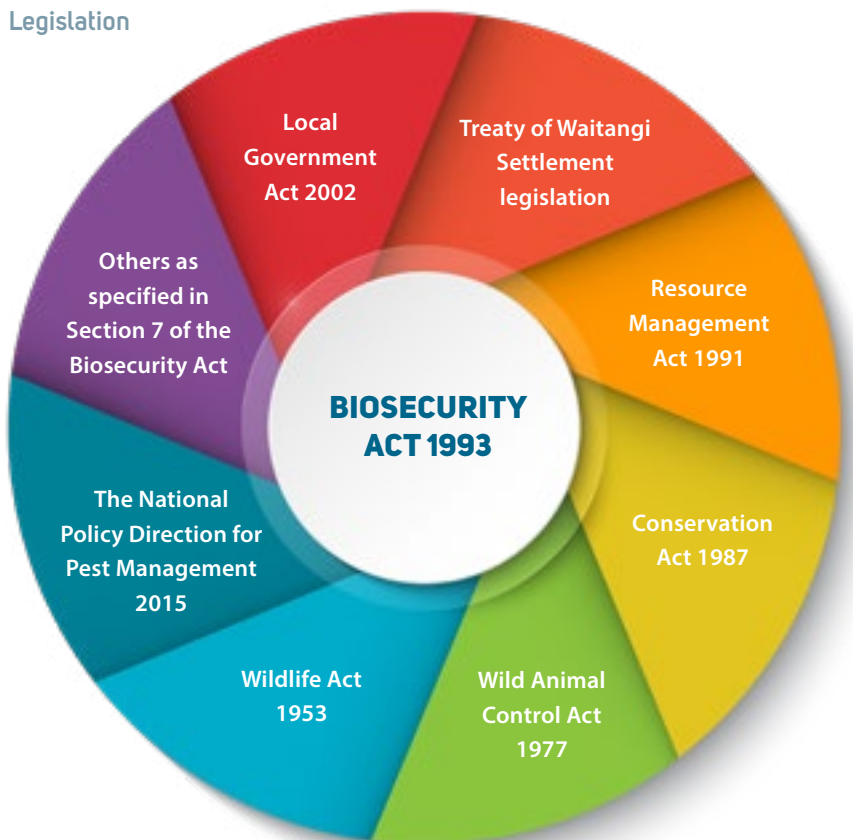 Legislation
Local
Government
Act 2002
Treaty of Waitangi
Settlement
legislation
Resource
Management
Act 1991
Conservation
Act 1987
Wild Animal
Control Act
1977
Wildlife Act
1953
The National
Policy Direction for
Pest Management
2015
Others as
specified in
Section 7 of the
Biosecurity Act
BIOSECURITY
ACT 1993